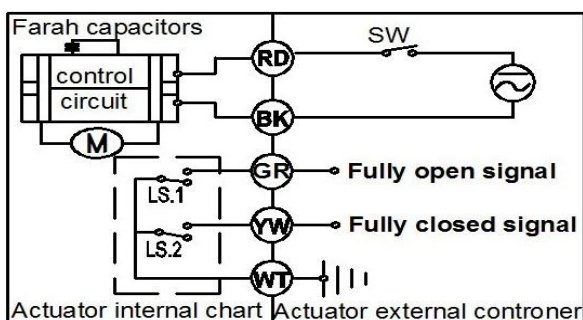 Farah capacitors
control
circuit
M
LS.1
LS.2
RD
BK
GR
YW
WT
SW
Fully open signal
Fully closed signal
Actuator internal chart
Actuator external controner